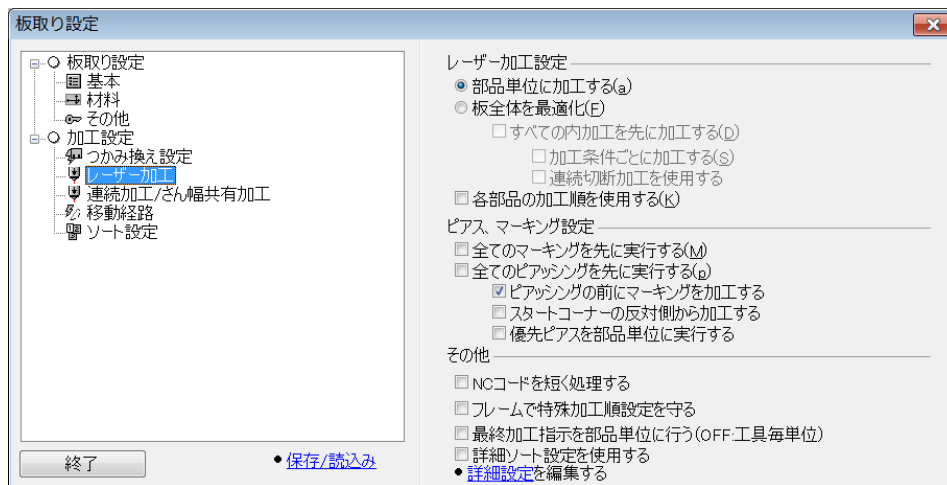 板取り設定
板取り設定
基本
材料
その他
加工設定
つかみ換え設定
レーザー加工
連続加工/さん幅共有加工
移動経路
ソート設定
終了
● 保存/読込み
レーザー加工設定
部品単位に加工する(a)
板全体を最適化(F)
すべての内加工を先に加工する(D)
加工条件ごとに加工する(S)
連続切断加工を使用する
各部品の加工順を使用する(K)
ピアス、マーキング設定
全てのマーキングを先に実行する(M)
全てのピアッシングを先に実行する(p)
ピアッシングの前にマーキングを加工する
スタートコーナーの反対側から加工する
優先ピアスを部品単位に実行する
その他
NCコードを短く処理する
フレームで特殊加工順設定を守る
最終加工指示を部品単位に行う(OFF:工具毎単位)
詳細ソート設定を使用する
● 詳細設定を編集する